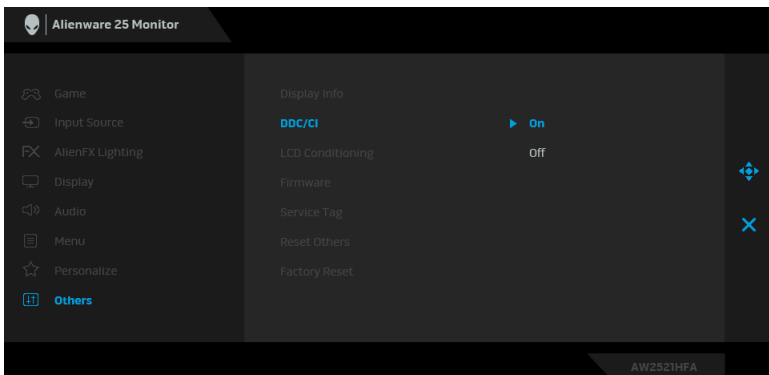 Alienware 25 Monitor
Game
Display Info
Input Source
DDC/CI
On
FX AlienFX Lighting
LCD Conditioning
Off
Display
Firmware
Audio
Service Tag
Menu
Reset Others
Personalize
Factory Reset
Others
AW2521HFA